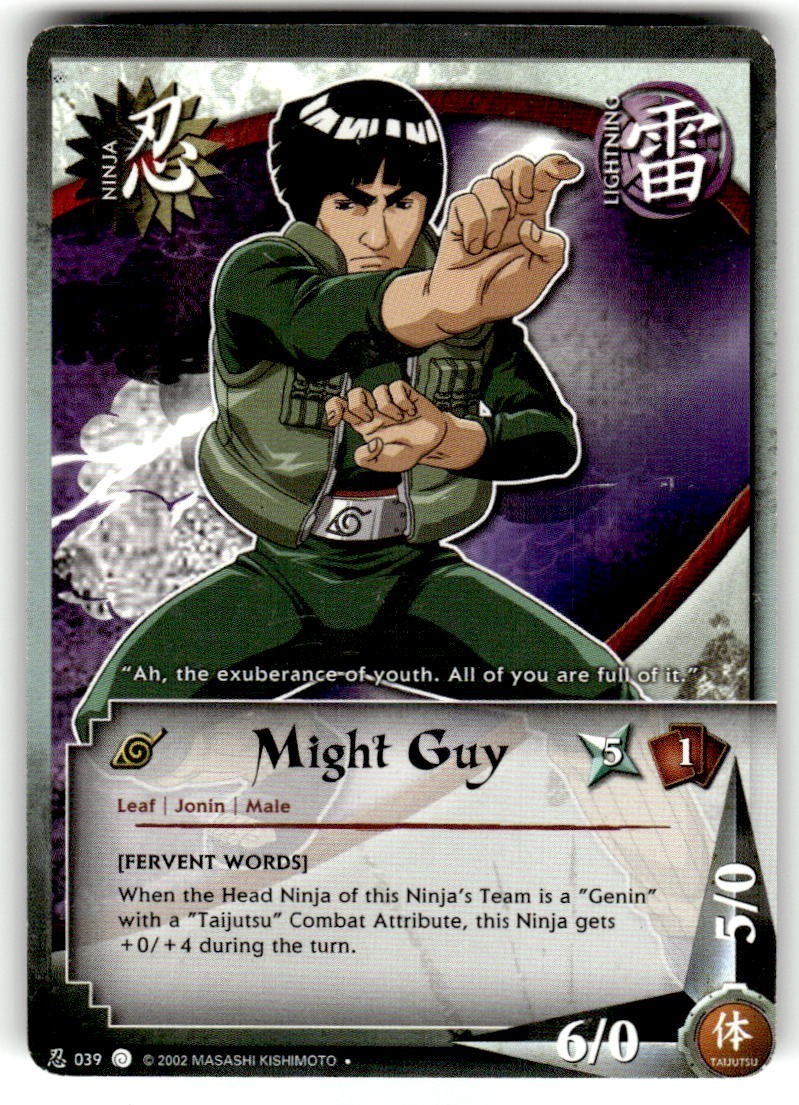 忍
NINJA
雷
LIGHTNING
“Ah, the exuberance of youth. All of you are full of it.”
Might Guy
5
1
Leaf | Jonin | Male
[FERVENT WORDS]
When the Head Ninja of this Ninja's Team is a "Genin"
with a "Taijutsu" Combat Attribute, this Ninja gets
+0/+4 during the turn.
5/0
6/0
体
TAIJUTSU
忍 039 © 2002 MASASHI KISHIMOTO •